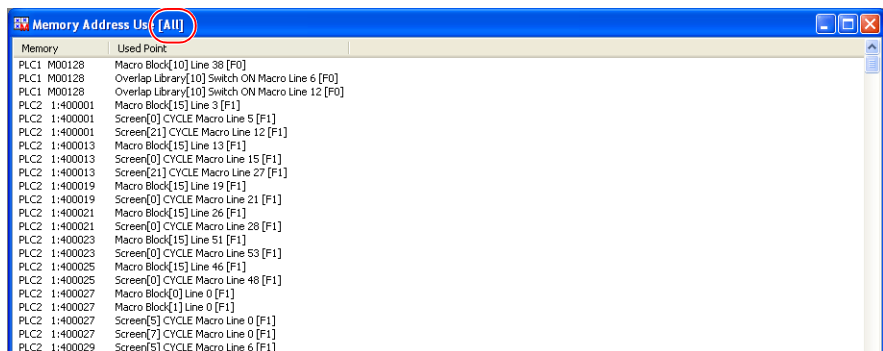 Memory Address Use [All]
Memory Used Point
PLC1 M00128 Macro Block[10] Line 38 [F0]
PLC1 M00128 Overlap Library[10] Switch ON Macro Line 6 [F0]
PLC1 M00128 Overlap Library[10] Switch ON Macro Line 12 [F0]
PLC2 1:400001 Macro Block[15] Line 3 [F1]
PLC2 1:400001 Screen[0] CYCLE Macro Line 5 [F1]
PLC2 1:400001 Screen[21] CYCLE Macro Line 12 [F1]
PLC2 1:400013 Macro Block[15] Line 13 [F1]
PLC2 1:400013 Screen[0] CYCLE Macro Line 15 [F1]
PLC2 1:400013 Screen[21] CYCLE Macro Line 27 [F1]
PLC2 1:400019 Macro Block[15] Line 19 [F1]
PLC2 1:400019 Screen[0] CYCLE Macro Line 21 [F1]
PLC2 1:400021 Macro Block[15] Line 26 [F1]
PLC2 1:400021 Screen[0] CYCLE Macro Line 28 [F1]
PLC2 1:400023 Macro Block[15] Line 51 [F1]
PLC2 1:400023 Screen[0] CYCLE Macro Line 53 [F1]
PLC2 1:400025 Macro Block[15] Line 46 [F1]
PLC2 1:400025 Screen[0] CYCLE Macro Line 48 [F1]
PLC2 1:400027 Macro Block[0] Line 0 [F1]
PLC2 1:400027 Macro Block[1] Line 0 [F1]
PLC2 1:400027 Screen[5] CYCLE Macro Line 0 [F1]
PLC2 1:400027 Screen[7] CYCLE Macro Line 0 [F1]
PLC2 1:400029 Screen[5] CYCLE Macro Line 6 [F1]